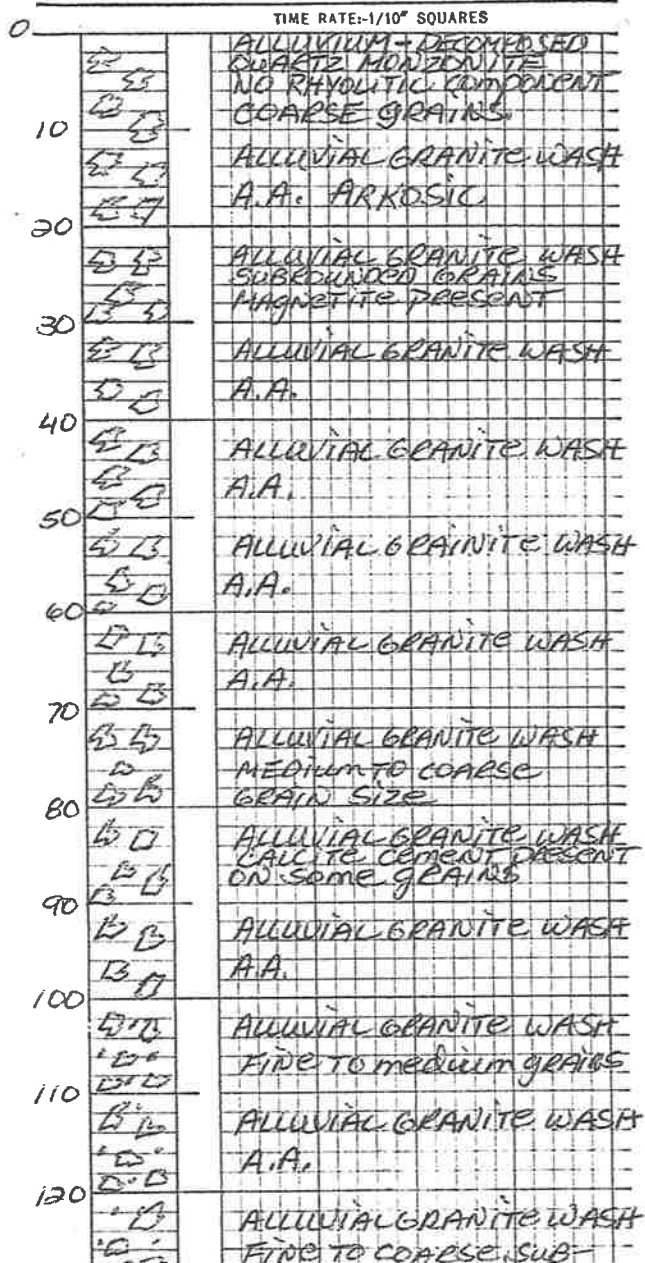 TIME RATE:-1/10" SQUARES
0
ALLUVIUM - DECOMPOSED
QUARTZ MONZONITE
NO RHYOLITIC COMPONENT
COARSE GRAINS.
10
ALLUVIAL GRANITE WASH
A.A. ARKOSIC
20
ALLUVIAL GRANITE WASH
SUBROUNDED GRAINS
MAGNETITE PRESENT
30
ALLUVIAL GRANITE WASH
A.A.
40
ALLUVIAL GRANITE WASH
A.A.
50
ALLUVIAL GRAINITE WASH
A.A.
60
ALLUVIAL GRANITE WASH
A.A.
70
ALLUVIAL GRANITE WASH
MEDIUM TO COARSE
GRAIN SIZE
80
ALLUVIAL GRANITE WASH
CALCITE CEMENT PRESENT
ON SOME GRAINS
90
ALLUVIAL GRANITE WASH
A.A.
100
ALLUVIAL GRANITE WASH
FINE TO medium GRAINS
110
ALLUVIAL GRANITE WASH
A.A.
120
ALLUVIAL GRANITE WASH
FINE TO COARSE, SUB-